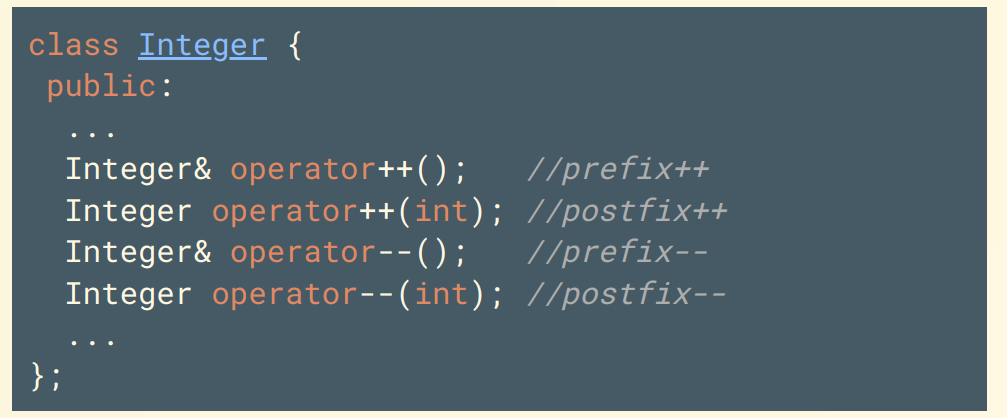 class Integer {
 public:
  ...
  Integer& operator++();   //prefix++
  Integer operator++(int); //postfix++
  Integer& operator--();   //prefix--
  Integer operator--(int); //postfix--
  ...
};